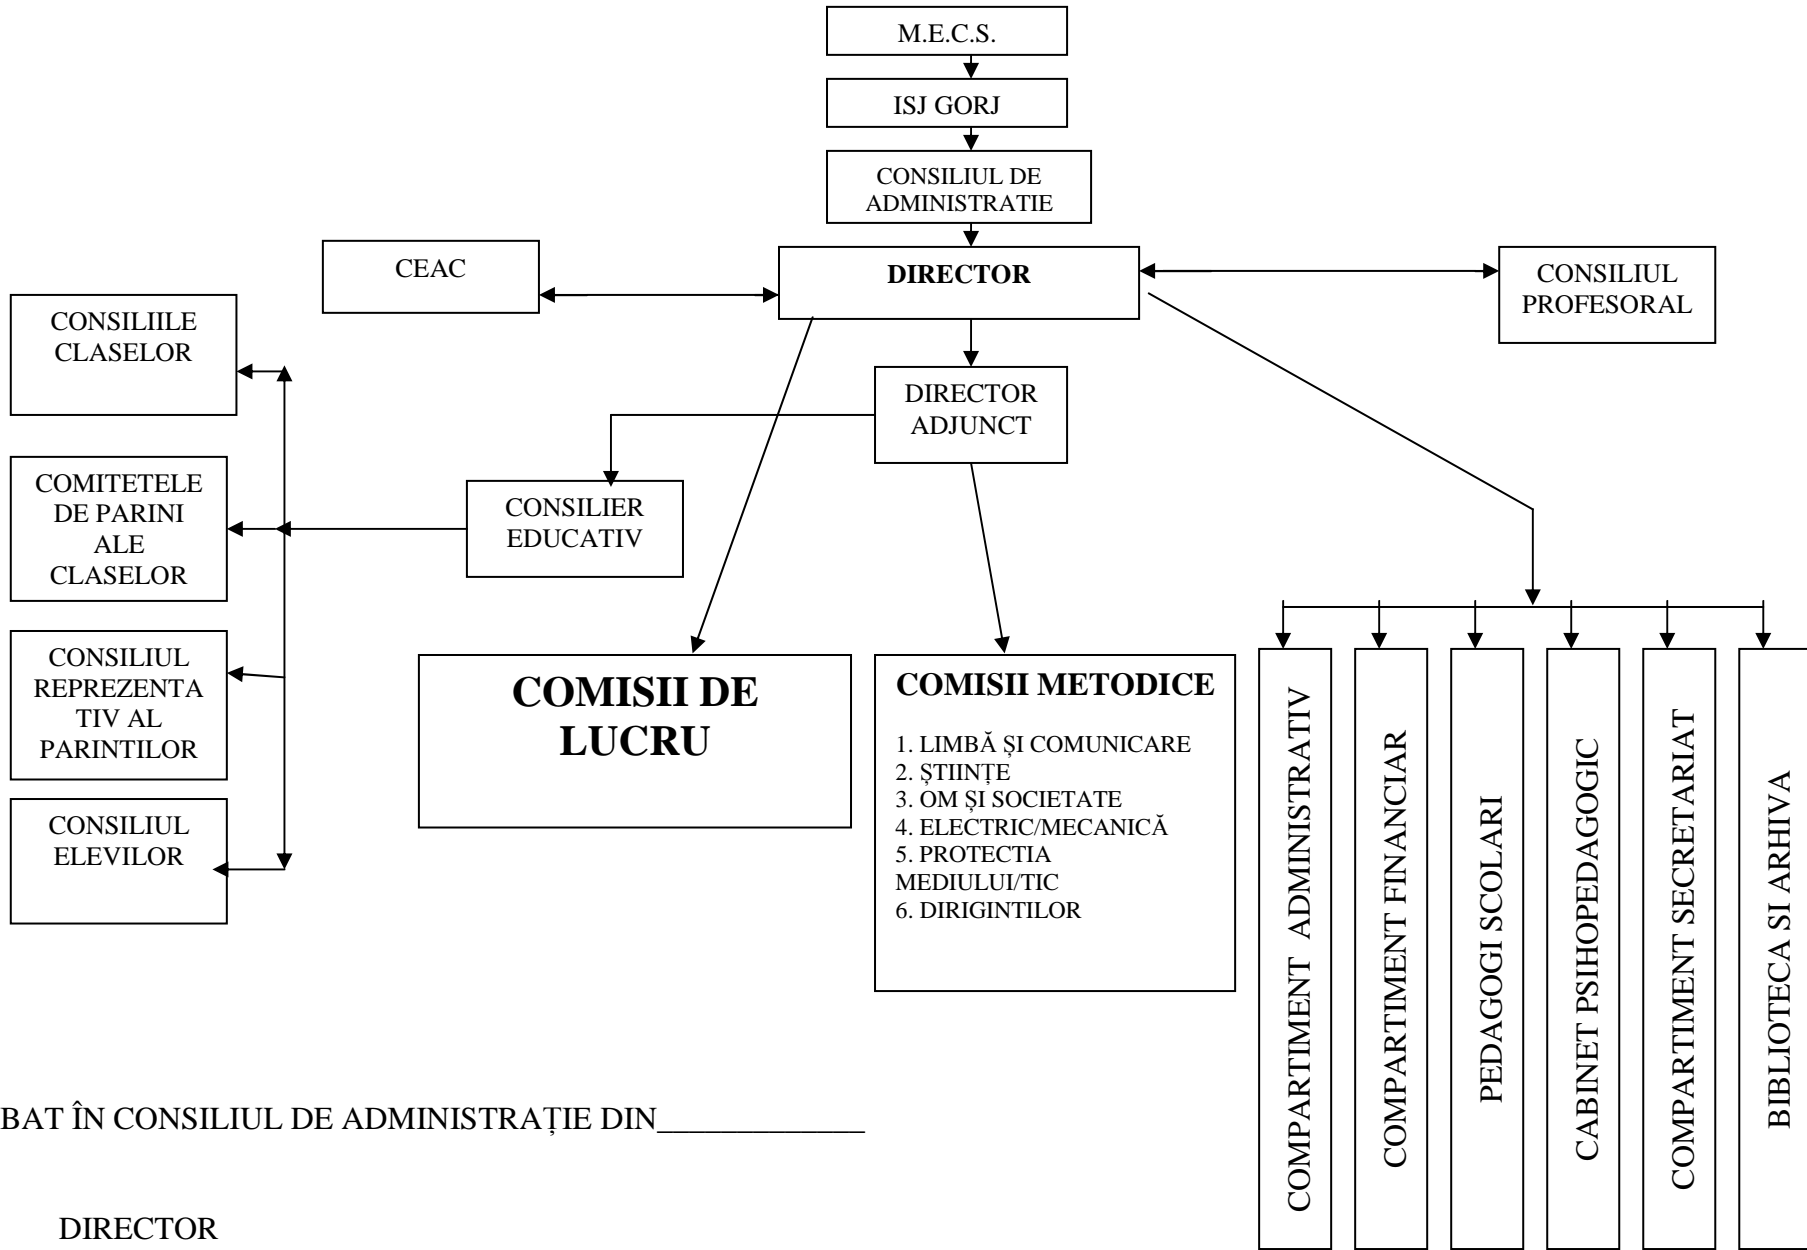 M.E.C.S.
ISJ GORJ
CONSILIUL DE
ADMINISTRATIE
CEAC
DIRECTOR
CONSILIUL
PROFESORAL
CONSILIILE
CLASELOR
DIRECTOR
ADJUNCT
COMITETELE
DE PARINI
ALE
CLASELOR
CONSILIER
EDUCATIV
CONSILIUL
REPREZENTA
TIV AL
PARINTILOR
CONSILIUL
ELEVILOR
COMISII DE
LUCRU
COMISII METODICE
1. LIMBĂ ȘI COMUNICARE
2. ȘTIINȚE
3. OM ȘI SOCIETATE
4. ELECTRIC/MECANICĂ
5. PROTECTIA
MEDIULUI/TIC
6. DIRIGINTILOR
COMPARTIMENT ADMINISTRATIV
COMPARTIMENT FINANCIAR
PEDAGOGI SCOLARI
CABINET PSIHOPEDAGOGIC
COMPARTIMENT SECRETARIAT
BIBLIOTECA SI ARHIVA
BAT ÎN CONSILIUL DE ADMINISTRAȚIE DIN_____________
DIRECTOR